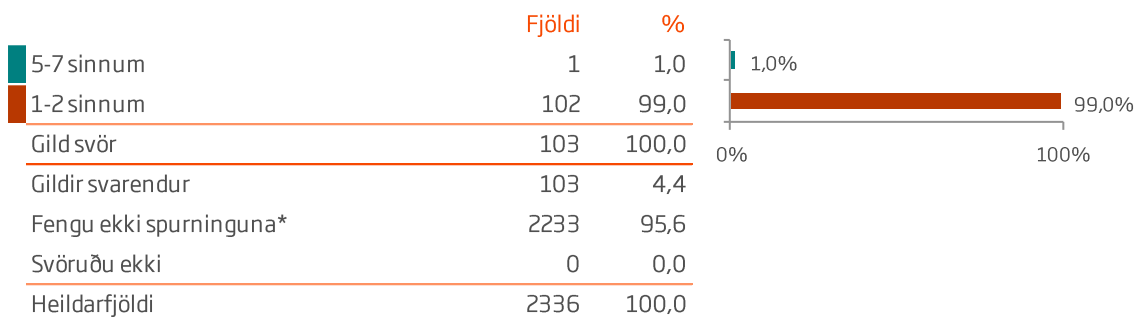 Fjöldi %
5-7 sinnum 1 1,0
1-2 sinnum 102 99,0
Gild svör 103 100,0
Gildir svarendur 103 4,4
Fengu ekki spurninguna* 2233 95,6
Svöruðu ekki 0 0,0
Heildarfjöldi 2336 100,0
1,0%
99,0%
0% 100%